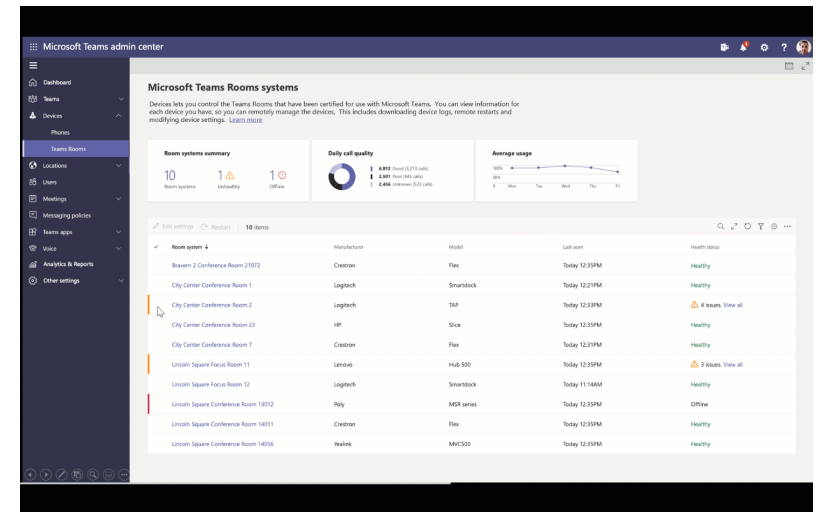 Microsoft Teams admin center
?
Dashboard
Teams
Devices
Phones
Teams Rooms
Locations
Users
Meetings
Messaging policies
Teams apps
Voice
Analytics & Reports
Other settings
Microsoft Teams Rooms systems
Devices lets you control the Teams Rooms that have been certified for use with Microsoft Teams. You can view information for
each device you have, so you can remotely manage the devices, This includes downloading device logs, remote restarts and
modifying device settings. Learn more
Room systems summary
10 1 1
Room systems Unhealthy Offline
Daily call quality
6,012 Good (5,213 calls)
2,501 Poor (845 calls)
2,456 Unknown (525 calls)
Average usage
100%
50%
0 Mon Tue Wed Thu Fri
Edit settings Restart 10 items
Room system ↓ Manufacturer Model Last seen Health status
Bravern 2 Conference Room 21072 Crestron Flex Today 12:35PM Healthy
City Center Conference Room 1 Logitech Smartdock Today 12:21PM Healthy
City Center Conference Room 2 Logitech TAP Today 12:33PM 4 issues. View all
City Center Conference Room 23 HP Slice Today 12:35PM Healthy
City Center Conference Room 7 Crestron Flex Today 12:31PM Healthy
Lincoln Square Focus Room 11 Lenovo Hub 500 Today 12:35PM 3 issues. View all
Lincoln Square Focus Room 12 Logitech Smartdock Today 11:14AM Healthy
Lincoln Square Conference Room 13012 Poly MSR series Today 12:35PM Offline
Lincoln Square Conference Room 14011 Crestron Flex Today 12:35PM Healthy
Lincoln Square Conference Room 14056 Yealink MVC500 Today 12:35PM Healthy